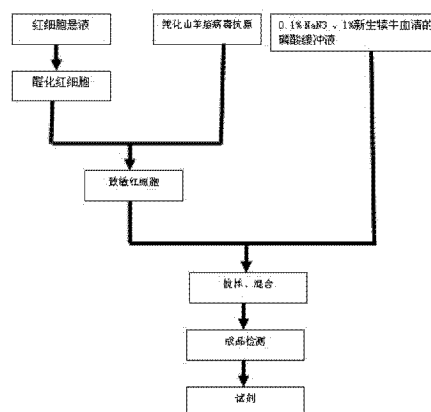 红细胞悬液
纯化山羊痘病毒抗原
0.1% NaN3 、1%新生犊牛血清的
磷酸缓冲液
醛化红细胞
致敏红细胞
搅拌、混合
成品检测
试剂